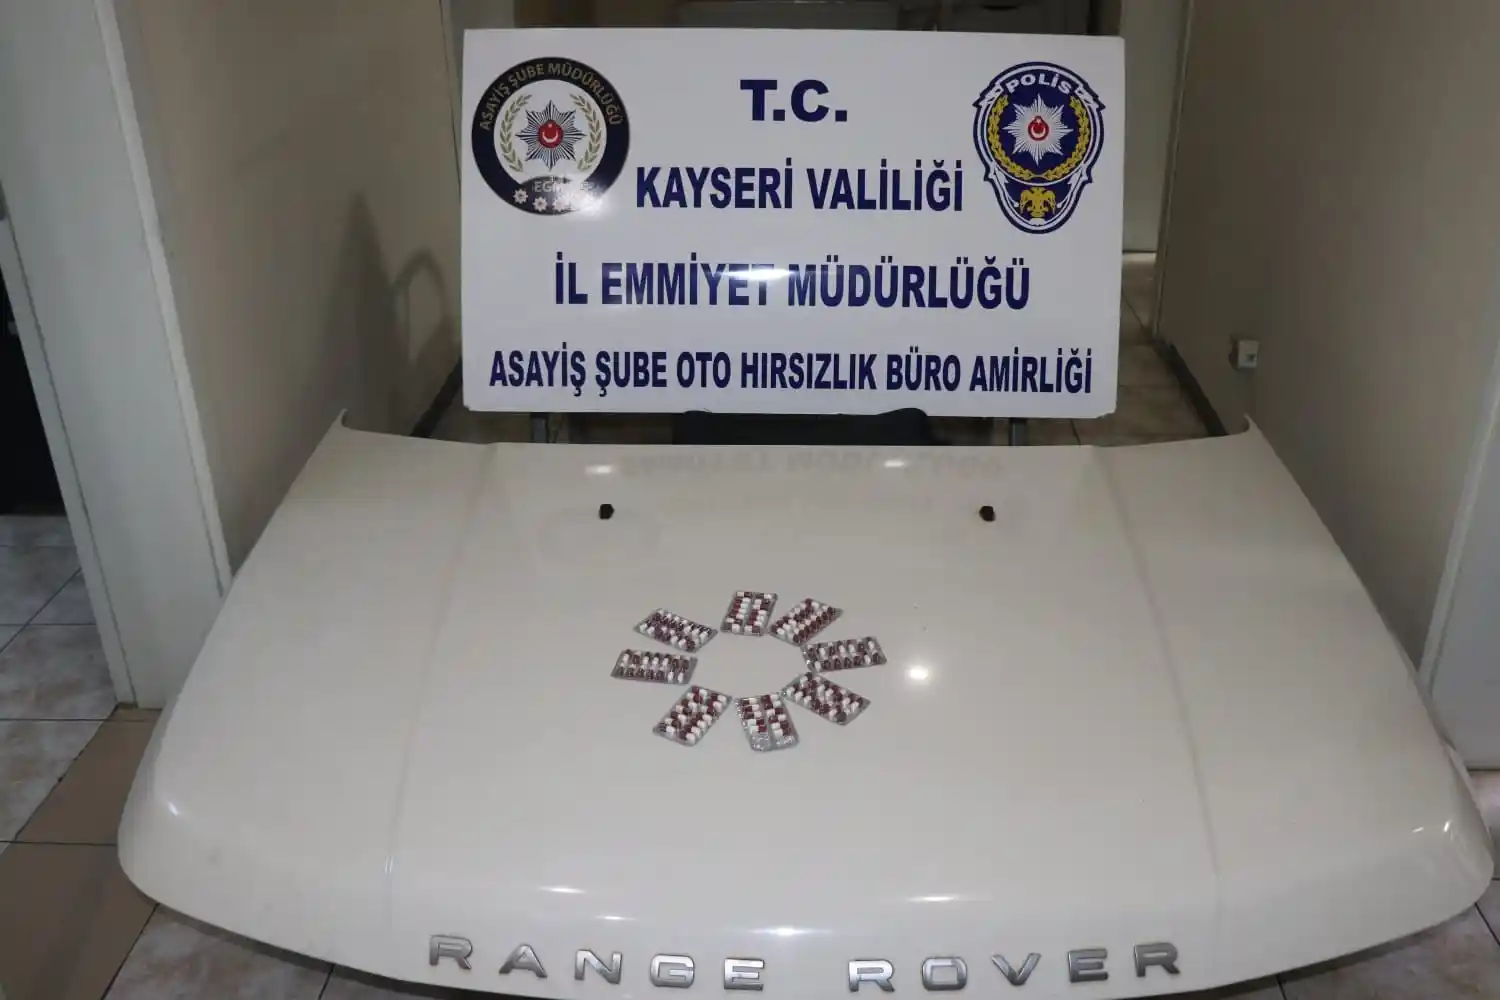 ASAYİŞ ŞUBE MÜDÜRLÜĞÜ
EGM
POLİS
T.C.
KAYSERİ VALİLİĞİ
İL EMMİYET MÜDÜRLÜĞÜ
ASAYİŞ ŞUBE OTO HIRSIZLIK BÜRO AMİRLİĞİ
RANGE ROVER